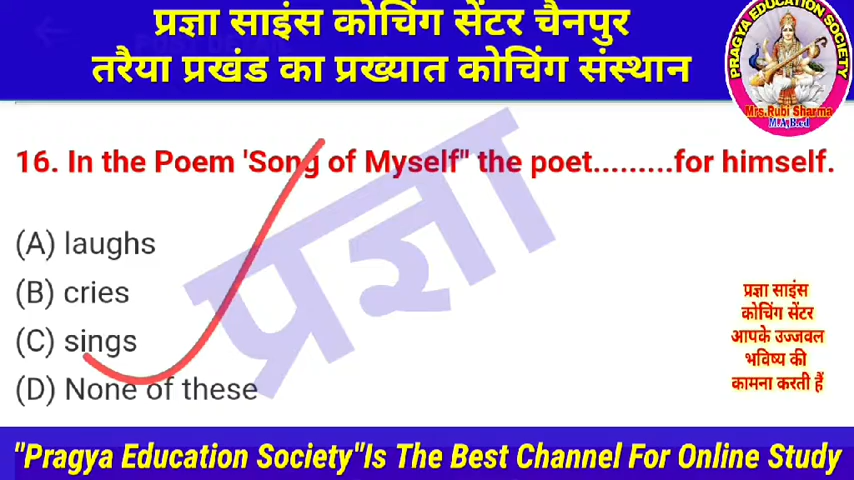 प्रज्ञा साइंस कोचिंग सेंटर चैनपुर
तरैया प्रखंड का प्रख्यात कोचिंग संस्थान
PRAGYA EDUCATION SOCIETY
Mrs.Rubi Sharma
M.A, B.ed
16. In the Poem 'Song of Myself" the poet.........for himself.
(A) laughs
(B) cries
(C) sings
(D) None of these
प्रज्ञा
प्रज्ञा साइंस
कोचिंग सेंटर
आपके उज्जवल
भविष्य की
कामना करती हैं
"Pragya Education Society"Is The Best Channel For Online Study